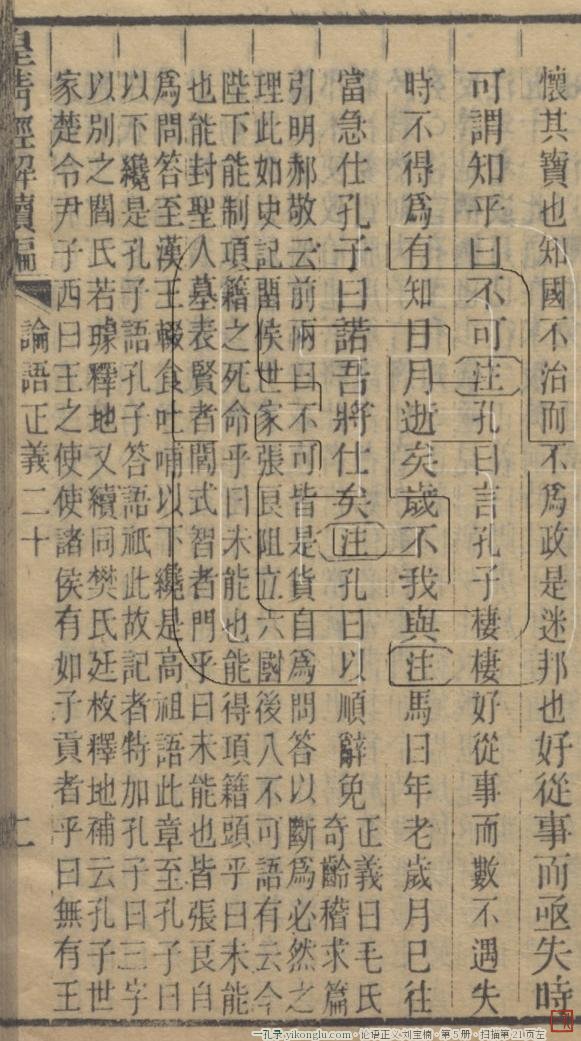 懷其寶也知國不治而不爲政是迷邦也好從事而亟失時
可謂知乎曰不可注孔曰言孔子棲棲好從事而數不遇失
時不得爲有知日月逝矣歲不我與注馬曰年老歲月已往
當急仕孔子曰諾吾將仕矣注孔曰以順辭免
正義曰毛氏
奇齡稽求篇
引明郝敬云前兩曰不可皆是貨自爲問答以斷爲必然之
理此如史記留侯世家張良阻立六國後八不可語有云今
陛下能制項籍之死命乎曰未能也能得項籍頭乎曰未能
也能封聖人墓表賢者閭式智者門乎曰未能也皆張良自
爲問答至漢王輟食吐哺以下纔是高祖語此章至孔子曰
以下纔是孔子語孔子答語祇此故記者特加孔子曰三字
以別之閻氏若璩釋地又續同樊氏廷枚釋地補云孔子世
家楚令尹子西曰王之使使諸侯有如子貢者乎曰無有王
皇清經解續編
論語正義二十
二
一孔录 yikonglu.com · 论语正义 刘宝楠 · 第5册 · 扫描第21页左